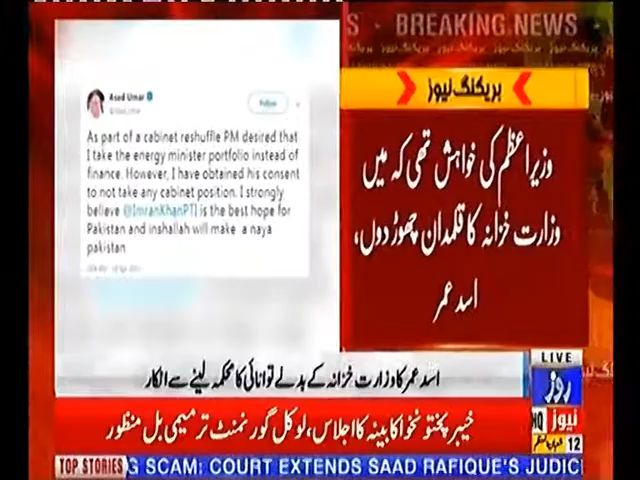 S - BREAKING NEWS
بریکنگ نیوز
Asad Umar
Follow
As part of a cabinet reshuffle PM desired that
I take the energy minister portfolio instead of
finance. However, I have obtained his consent
to not take any cabinet position. I strongly
believe @ImranKhanPTI is the best hope for
Pakistan and inshallah will make a naya
pakistan
وزیراعظم کی خواہش تھی کہ میں
وزارت خزانہ کا قلمدان چھوڑ دوں،
اسد عمر
اسد عمر کا وزارت خزانہ کے بدلے توانائی کا محکمہ لینے سے انکار
LIVE
روز
نیوز
HQ
12
خیبر پختونخوا کابینہ کا اجلاس، لوکل گورنمنٹ ترمیمی بل منظور
TOP STORIES
G SCAM: COURT EXTENDS SAAD RAFIQUE'S JUDIC